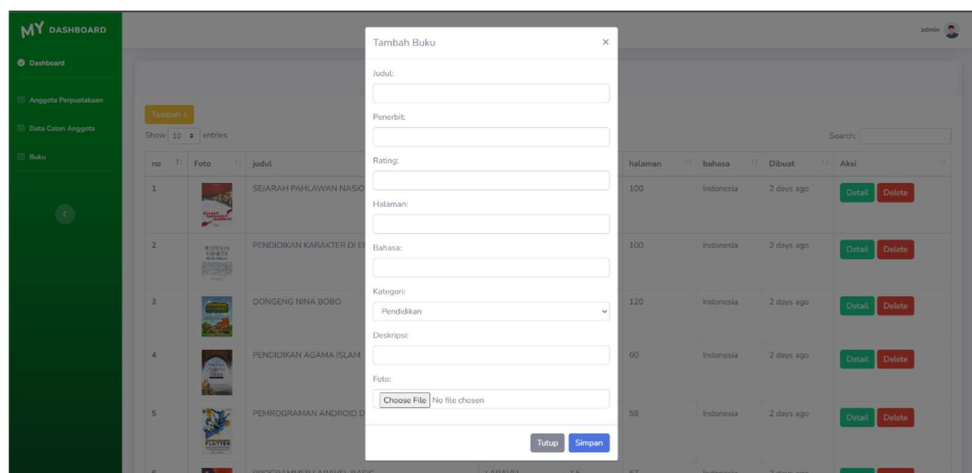 MY DASHBOARD
admin
Dashboard
Anggota Perpustakaan
Data Calon Anggota
Buku
Tambah +
Show 10 entries
Search:
no Foto judul halaman bahasa Dibuat Aksi
1 SEJARAH PAHLAWAN NASIO 100 Indonesia 2 days ago Detail Delete
2 PENDIDIKAN KARAKTER DI 100 Indonesia 2 days ago Detail Delete
3 DONGENG NINA BOBO 120 Indonesia 2 days ago Detail Delete
4 PENDIDIKAN AGAMA ISLAM 60 Indonesia 2 days ago Detail Delete
5 PEMROGRAMAN ANDROID D 58 Indonesia 2 days ago Detail Delete
Tambah Buku ×
Judul:
Penerbit:
Rating:
Halaman:
Bahasa:
Kategori:
Pendidikan
Deskripsi:
Foto:
Choose File No file chosen
Tutup Simpan